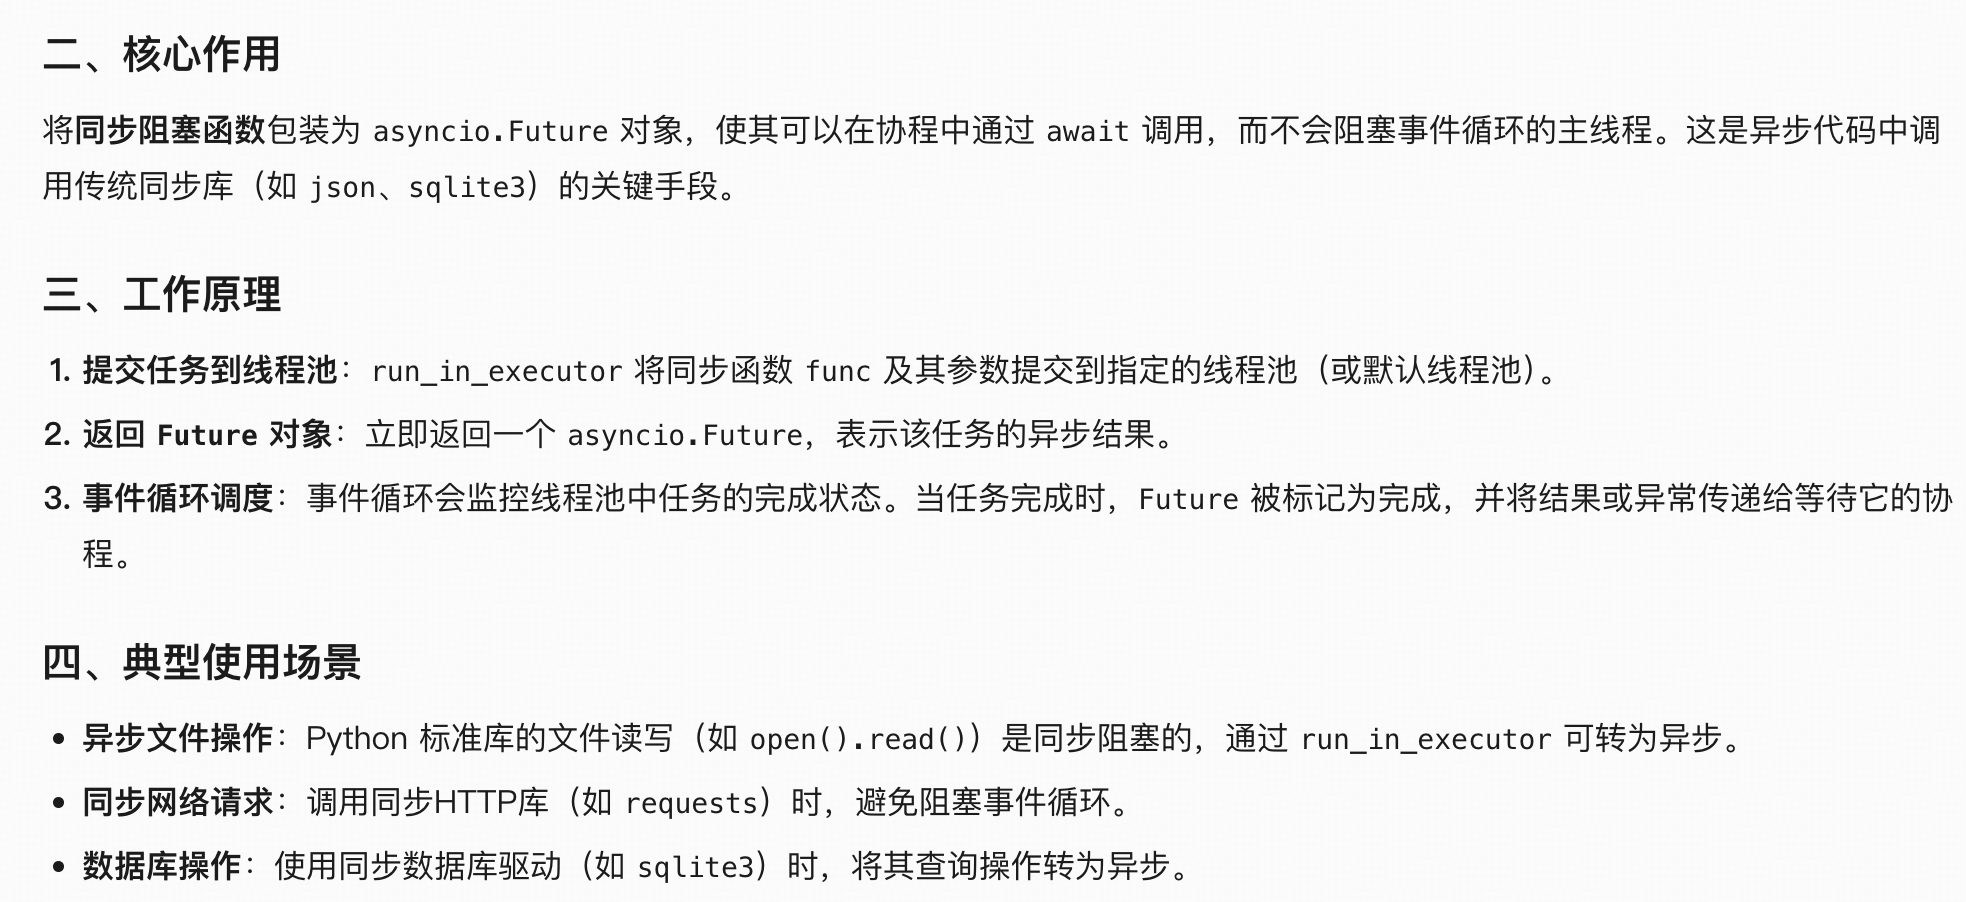 二、核心作用
将同步阻塞函数包装为 asyncio.Future 对象，使其可以在协程中通过 await 调用，而不会阻塞事件循环的主线程。这是异步代码中调
用传统同步库（如 json、sqlite3）的关键手段。
三、工作原理
1. 提交任务到线程池：run_in_executor 将同步函数 func 及其参数提交到指定的线程池（或默认线程池）。
2. 返回 Future 对象：立即返回一个 asyncio.Future，表示该任务的异步结果。
3. 事件循环调度：事件循环会监控线程池中任务的完成状态。当任务完成时，Future 被标记为完成，并将结果或异常传递给等待它的协
程。
四、典型使用场景
• 异步文件操作：Python 标准库的文件读写（如 open().read()）是同步阻塞的，通过 run_in_executor 可转为异步。
• 同步网络请求：调用同步HTTP库（如 requests）时，避免阻塞事件循环。
• 数据库操作：使用同步数据库驱动（如 sqlite3）时，将其查询操作转为异步。